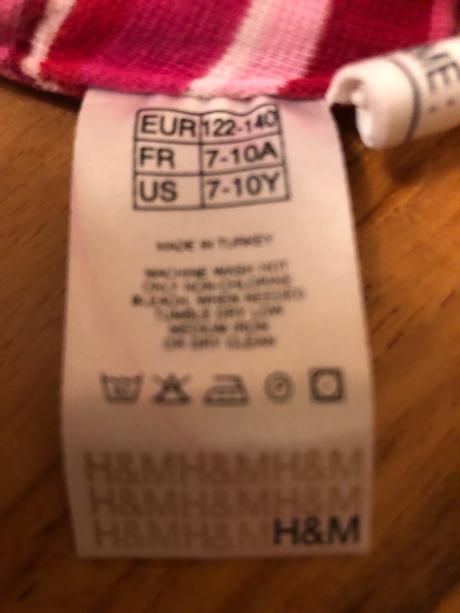 ME:
EUR 122-140
FR 7-10A
US 7-10Y
MADE IN TURKEY
MACHINE WASH HOT
ONLY NON-CHLORINE
BLEACH, WHEN NEEDED
TUMBLE DRY LOW
MEDIUM IRON
OR DRY CLEAN
H&MH&MH&M
H&MH&MH&M
H&MH&MH&M